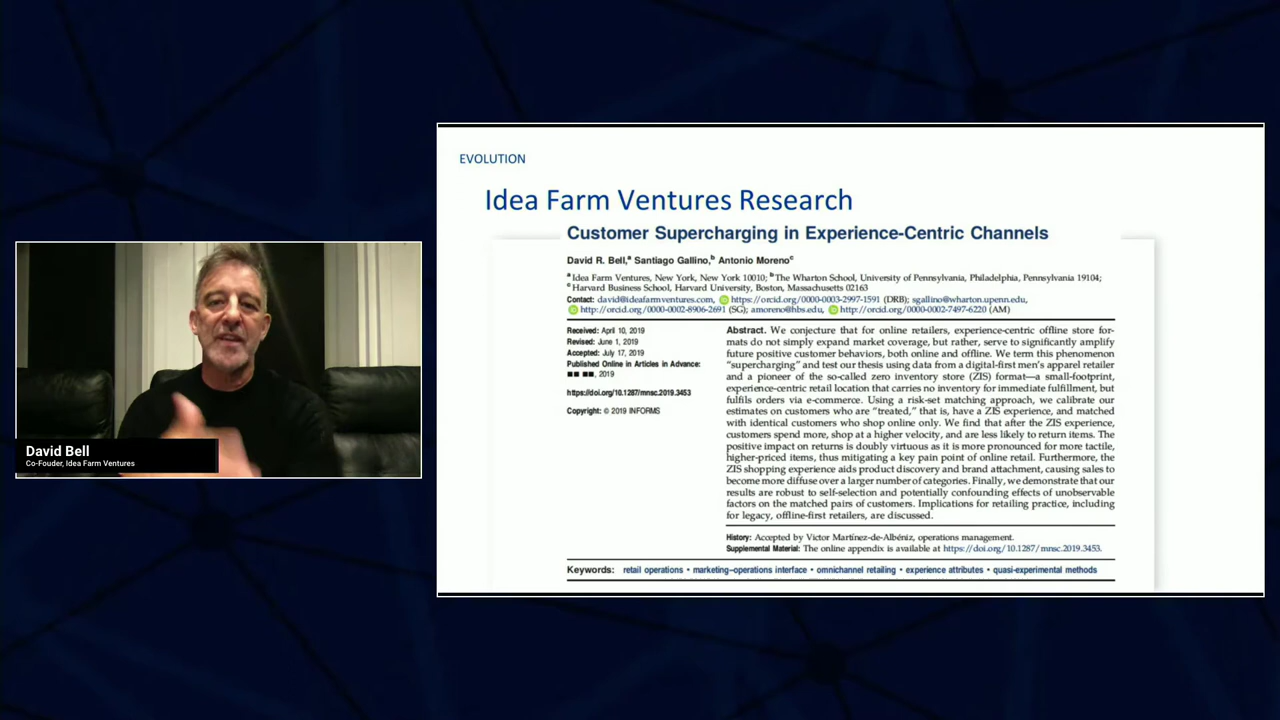 EVOLUTION
Idea Farm Ventures Research
Customer Supercharging in Experience-Centric Channels
David R. Bell,ᵃ Santiago Gallino,ᵇ Antonio Morenoᶜ
ᵃ Idea Farm Ventures, New York, New York 10010; ᵇ The Wharton School, University of Pennsylvania, Philadelphia, Pennsylvania 19104;
ᶜ Harvard Business School, Harvard University, Boston, Massachusetts 02163
Contact: david@ideafarmventures.com, iD https://orcid.org/0000-0003-2997-1591 (DRB); sgallino@wharton.upenn.edu,
iD http://orcid.org/0000-0002-8906-2691 (SG); amoreno@hbs.edu, iD http://orcid.org/0000-0002-7497-6220 (AM)
Received: April 10, 2019
Revised: June 1, 2019
Accepted: July 17, 2019
Published Online in Articles in Advance:
■■ ■■, 2019
https://doi.org/10.1287/mnsc.2019.3453
Copyright: © 2019 INFORMS
Abstract. We conjecture that for online retailers, experience-centric offline store for-
mats do not simply expand market coverage, but rather, serve to significantly amplify
future positive customer behaviors, both online and offline. We term this phenomenon
“supercharging” and test our thesis using data from a digital-first men’s apparel retailer
and a pioneer of the so-called zero inventory store (ZIS) format—a small-footprint,
experience-centric retail location that carries no inventory for immediate fulfillment, but
fulfils orders via e-commerce. Using a risk-set matching approach, we calibrate our
estimates on customers who are “treated,” that is, have a ZIS experience, and matched
with identical customers who shop online only. We find that after the ZIS experience,
customers spend more, shop at a higher velocity, and are less likely to return items. The
positive impact on returns is doubly virtuous as it is more pronounced for more tactile,
higher-priced items, thus mitigating a key pain point of online retail. Furthermore, the
ZIS shopping experience aids product discovery and brand attachment, causing sales to
become more diffuse over a larger number of categories. Finally, we demonstrate that our
results are robust to self-selection and potentially confounding effects of unobservable
factors on the matched pairs of customers. Implications for retailing practice, including
for legacy, offline-first retailers, are discussed.
History: Accepted by Victor Martínez-de-Albéniz, operations management.
Supplemental Material: The online appendix is available at https://doi.org/10.1287/mnsc.2019.3453.
Keywords: retail operations • marketing–operations interface • omnichannel retailing • experience attributes • quasi-experimental methods
David Bell
Co-Fouder, Idea Farm Ventures